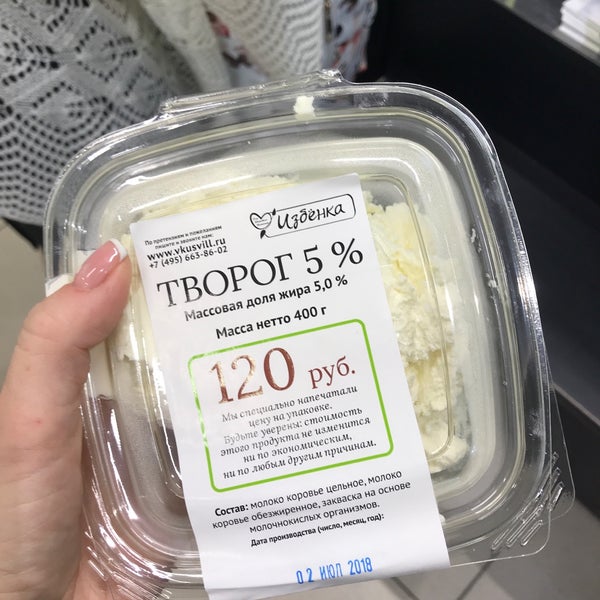 Избёнка
По претензиям и пожеланиям
пишите и звоните нам:
www.vkusvill.ru
+7 (495) 663-86-02
ТВОРОГ 5 %
Массовая доля жира 5,0 %
Масса нетто 400 г
120 руб.
Мы специально напечатали
цену на упаковке.
Будьте уверены: стоимость
этого продукта не изменится
ни по экономическим,
ни по любым другим причинам.
Состав: молоко коровье цельное, молоко
коровье обезжиренное, закваска на основе
молочнокислых организмов.
Дата производства (число, месяц, год):
02 ИЮЛ 2018